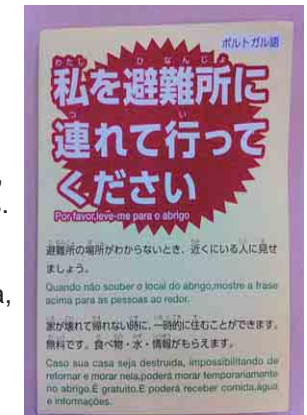 ポルトガル語
わたし ひなんじょ
私を避難所に
つ い
連れて行って
ください
Por favor,leve-me para o abrigo
避難所の場所がわからないとき、近くにいる人に見せ
ましょう。
Quando não souber o local do abrigo,mostre a frase
acima para as pessoas ao redor.
家が壊れて帰れない時に、一時的に住むことができます。
無料です。食べ物・水・情報がもらえます。
Caso sua casa seja destruida, impossibilitando de
retornar e morar nela,poderá morar temporariamente
no abrigo.É gratuito.E poderá receber comida,água
e informações.